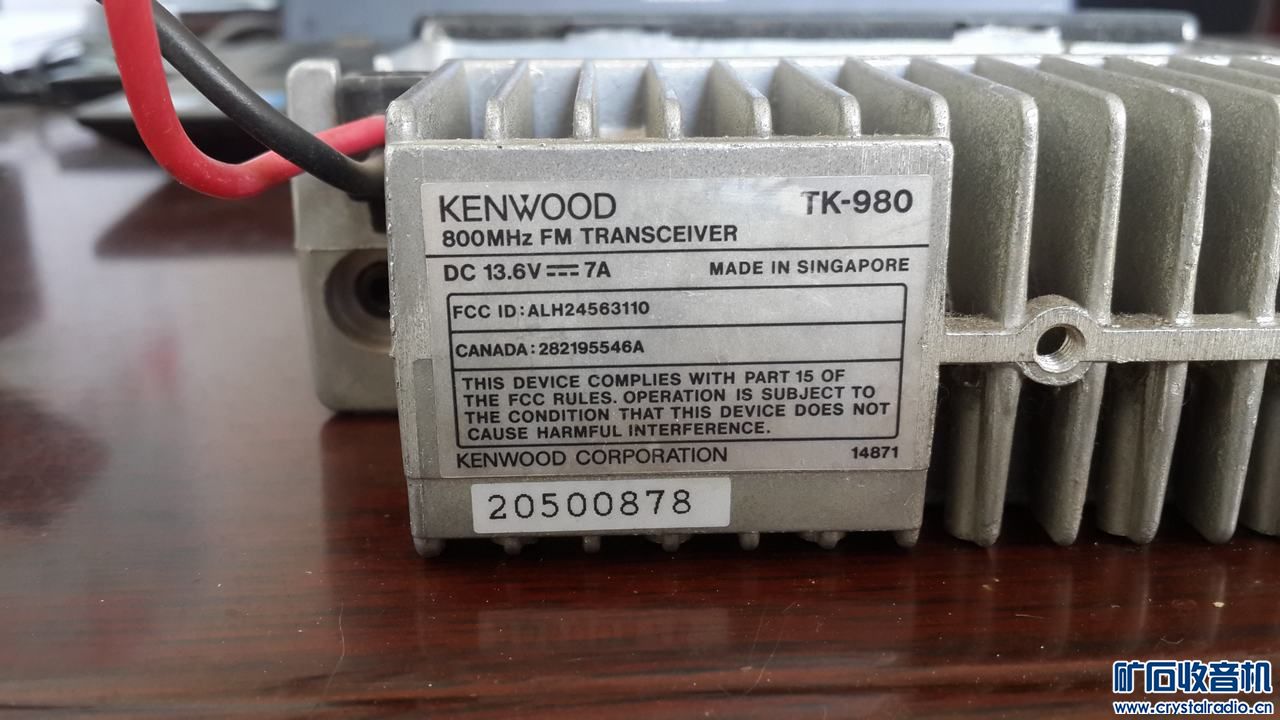 KENWOOD TK-980
800MHz FM TRANSCEIVER
DC 13.6V⎓7A MADE IN SINGAPORE
FCC ID:ALH24563110
CANADA:282195546A
THIS DEVICE COMPLIES WITH PART 15 OF
THE FCC RULES. OPERATION IS SUBJECT TO
THE CONDITION THAT THIS DEVICE DOES NOT
CAUSE HARMFUL INTERFERENCE.
KENWOOD CORPORATION 14871
20500878
矿石收音机
www.crystalradio.cn